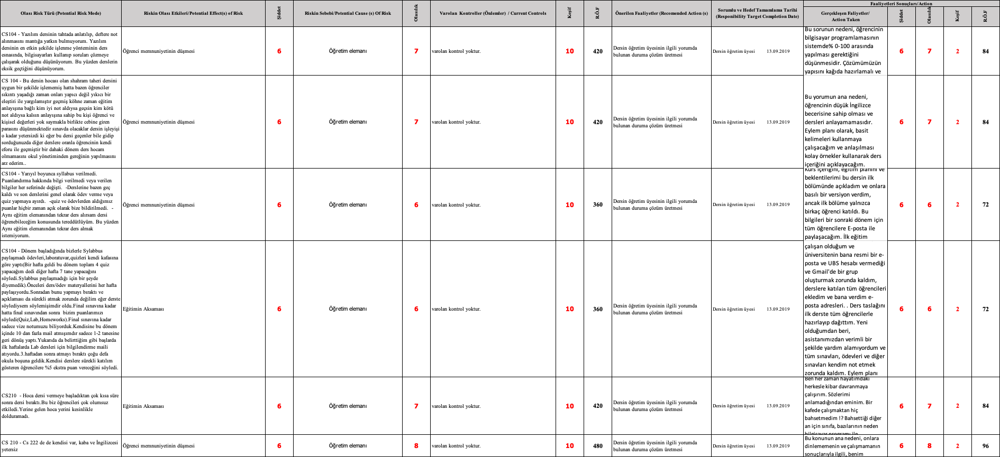 Olası Risk Türü (Potential Risk Mode)
Riskin Olası Etkileri/Potential Effect(s) of Risk
Şiddet
Riskin Sebebi/Potential Cause (s) Of Risk
Olasılık
Varolan Kontroller (Önlemler) / Current Controls
Keşif
R.Ö.F
Önerilen Faaliyetler (Recomended Action (s)
Sorumlu ve Hedef Tamamlama Tarihi
(Responibility Target Completion Date)
Faaliyetleri Sonuçları/Action
Gerçekleşen Faliyetler/
Action Taken
Şiddet
Olasılık
Keşif
R.Ö.F
CS104 - Yazılım dersinin tahtada anlatılıp, deftere not
alınmasını mantığa yatkın bulmuyorum. Yazılım
dersinin en etkin şekilde işlenme yönteminin ders
esnasında, bilgisayarları kullanıp soruları çözmeye
çalışarak olduğunu düşünüyorum. Bu yüzden derslerin
eksik geçtiğini düşünüyorum.
Öğrenci memnuniyetinin düşmesi
6
Öğretim elemanı
7
varolan kontrol yoktur.
10
420
Dersin öğretim üyesinin ilgili yorumda
bulunan duruma çözüm üretmesi
Dersin öğretim üyesi 13.09.2019
Bu sorunun nedeni, öğrencinin
bilgisayar programlamasının
sistemde% 0-100 arasında
yapılması gerektiğini
düşünmesidir. Çözümümüzün
yapısını kağıda hazırlamalı ve
6
7
2
84
CS 104 - Bu dersin hocası olan shahram taheri dersini
uygun bir şekilde işlememiş hatta bazen öğrenciler
sıkıntı yaşadığı zaman onları yapıcı değil yıkıcı bir
eleştiri ile yargılamıştır geçmiş köhne zaman eğitim
anlayışına bağlı kim iyi not aldıysa geçsin kim kötü
not aldıysa kalsın anlayışına sahip bu kişi öğrenci ve
kişisel değerleri yok saymakla birlikte cebine giren
parasını düşünmektedir sınavda olacaklar dersin işleyişi
o kadar yetersizdi ki eğer bu dersi geçenler bile gidip
sorduğunuzda diğer derslere oranla öğrencinin kendi
eforu ile geçmiştir bir dahaki dönem ders hocam
olmamasını okul yönetiminden gereğinin yapılmasını
arz ederim..
Öğrenci memnuniyetinin düşmesi
6
Öğretim elemanı
7
varolan kontrol yoktur.
10
420
Dersin öğretim üyesinin ilgili yorumda
bulunan duruma çözüm üretmesi
Dersin öğretim üyesi 13.09.2019
Bu yorumun ana nedeni,
öğrencinin düşük İngilizce
becerisine sahip olması ve
dersleri anlayamamasıdır.
Eylem planı olarak, basit
kelimeleri kullanmaya
çalışacağım ve anlaşılması
kolay örnekler kullanarak ders
içeriğini açıklayacağım.
6
7
2
84
CS104 - Yarıyıl boyunca syllabus verilmedi.
Puanlandırma hakkında bilgi verilmedi veya verilen
bilgiler her seferinde değişti. -Derslerine bazen geç
kaldı ve son derslerini genel olarak ödev verme veya
quiz yapmaya ayırdı. -quiz ve ödevlerden aldığımız
puanlar hiçbir zaman açık olarak bize bildirilmedi. -
Aynı eğitim elemanından tekrar ders alırsam dersi
öğrenebileceğim konusunda tereddütlüyüm. Bu yüzden
Aynı eğitim elemanından tekrar ders almak
istemiyorum.
Öğrenci memnuniyetinin düşmesi
6
Öğretim elemanı
6
varolan kontrol yoktur.
10
360
Dersin öğretim üyesinin ilgili yorumda
bulunan duruma çözüm üretmesi
Dersin öğretim üyesi 13.09.2019
Kurs içeriğini, eğitim planını ve
beklentilerimi bu dersin ilk
bölümünde açıkladım ve onlara
basılı bir versiyon verdim,
ancak ilk bölüme yalnızca
birkaç öğrenci katıldı. Bu
bilgileri bir sonraki dönem için
tüm öğrencilere E-posta ile
paylaşacağım. İlk eğitim
6
6
2
72
CS104 - Dönem başladığında bizlerle Sylabbus
paylaşmadı ödevleri,laboratuvar,quizleri kendi kafasına
göre yaptı(Bir hafta geldi bu dönem toplam 4 quiz
yapacağım dedi diğer hafta 7 tane yapacağını
söyledi.Sylabbus paylaşmadığı için bir şeyde
diyemedik).Önceleri ders/ödev materyallerini her hafta
paylaşıyordu.Sonradan bunu yapmayı bıraktı ve
açıklaması da sürekli atmak zorunda değilim eğer derste
söylediysem söylemişimdir oldu.Final sınavına kadar
hatta final sınavından sonra bizim puanlarımızı
söyledi(Quiz,Lab,Homeworks).Final sınavına kadar
sadece vize notumuzu biliyorduk.Kendisine bu dönem
içinde 10 dan fazla mail atmışımdır sadece 1-2 tanesine
geri dönüş yaptı.Yukarıda da belirttiğim gibi başlarda
ilk haftalarda Lab dersleri için bilgilendirme maili
atıyordu.3.haftadan sonra atmayı bıraktı çoğu defa
okula boşuna geldik.Kendisi derslere sürekli katılım
gösteren öğrencilere %5 ekstra puan vereceğini söyledi.
Eğitimin Aksaması
6
Öğretim elemanı
6
varolan kontrol yoktur.
10
360
Dersin öğretim üyesinin ilgili yorumda
bulunan duruma çözüm üretmesi
Dersin öğretim üyesi 13.09.2019
çalışan olduğum ve
üniversitenin bana resmi bir e-
posta ve UBS hesabı vermediği
ve Gmail'de bir grup
oluşturmak zorunda kaldım,
derslere katılan tüm öğrencileri
ekledim ve bana verdim e-
posta adresleri. . Ders taslağını
ilk derste tüm öğrencilerle
hazırlayıp dağıttım. Yeni
olduğumdan beri,
asistanımızdan verimli bir
şekilde yardım alamıyordum ve
tüm sınavları, ödevleri ve diğer
sınavları kendim not etmek
zorunda kaldım. Eylem planı
6
6
2
72
CS210 - Hoca dersi vermeye başladıktan çok kısa süre
sonra dersi bıraktı.Bu biz öğrencileri çok olumsuz
etkiledi.Yerine gelen hoca yerini kesinlikle
dolduramadı.
Eğitimin Aksaması
6
Öğretim elemanı
7
varolan kontrol yoktur.
10
420
Dersin öğretim üyesinin ilgili yorumda
bulunan duruma çözüm üretmesi
Dersin öğretim üyesi 13.09.2019
Ben her zaman hayatımdaki
herkesle kibar davranmaya
çalışırım. Sözlerimi
anlamadığından eminim. Bir
kafede çalışmaktan hiç
bahsetmedim !? Bahsettiği diğer
an için sınıfa, bazılarının neden
bilgisayar programı ile
6
7
2
84
CS 210 - Cs 222 de de kendisi var, kaba ve İngilizcesi
yetersiz
Öğrenci memnuniyetinin düşmesi
6
Öğretim elemanı
8
varolan kontrol yoktur.
10
480
Dersin öğretim üyesinin ilgili yorumda
bulunan duruma çözüm üretmesi
Dersin öğretim üyesi 13.09.2019
Bu konunun ana nedeni, onlara
dinlememenin ve çalışmamanın
sonuçlarıyla ilgili, benim
6
8
2
96